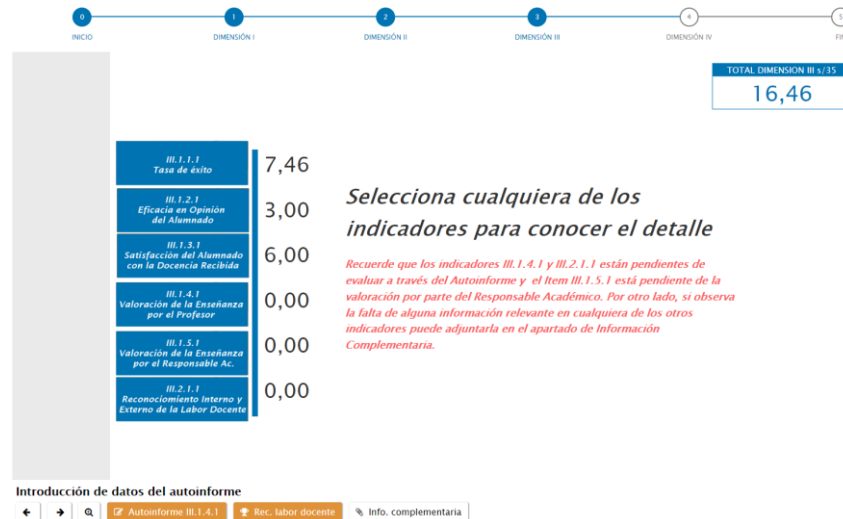 0
1
2
3
4
5
INICIO
DIMENSIÓN I
DIMENSIÓN II
DIMENSIÓN III
DIMENSIÓN IV
TOTAL DIMENSION III s/35
16,46
III.1.1.1
Tasa de éxito
7,46
III.1.2.1
Eficacia en Opinión
del Alumnado
3,00
III.1.3.1
Satisfacción del Alumnado
con la Docencia Recibida
6,00
III.1.4.1
Valoración de la Enseñanza
por el Profesor
0,00
III.1.5.1
Valoración de la Enseñanza
por el Responsable Ac.
0,00
III.2.1.1
Reconocimiento Interno y
Externo de la Labor Docente
0,00
Selecciona cualquiera de los
indicadores para conocer el detalle
Recuerde que los indicadores III.1.4.1 y III.2.1.1 están pendientes de
evaluar a través del Autoinforme y el Item III.1.5.1 está pendiente de la
valoración por parte del Responsable Académico. Por otro lado, si observa
la falta de alguna información relevante en cualquiera de los otros
indicadores puede adjuntarla en el apartado de Información
Complementaria.
Introducción de datos del autoinforme
Autoinforme III.1.4.1
Rec. labor docente
Info. complementaria